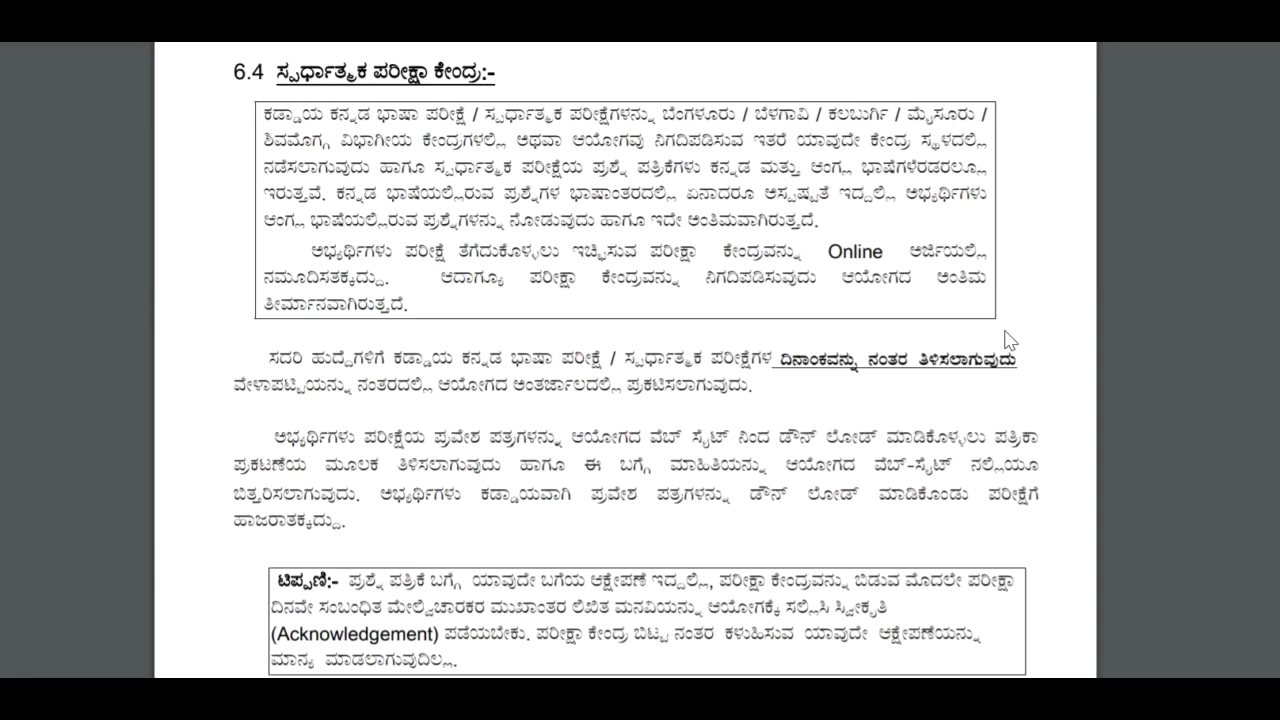 6.4 ಸ್ಪರ್ಧಾತ್ಮಕ ಪರೀಕ್ಷಾ ಕೇಂದ್ರ:-
ಕಡ್ಡಾಯ ಕನ್ನಡ ಭಾಷಾ ಪರೀಕ್ಷೆ / ಸ್ಪರ್ಧಾತ್ಮಕ ಪರೀಕ್ಷೆಗಳನ್ನು ಬೆಂಗಳೂರು / ಬೆಳಗಾವಿ / ಕಲಬುರ್ಗಿ / ಮೈಸೂರು /
ಶಿವಮೊಗ್ಗ ವಿಭಾಗೀಯ ಕೇಂದ್ರಗಳಲ್ಲಿ ಅಥವಾ ಆಯೋಗವು ನಿಗದಿಪಡಿಸುವ ಇತರೆ ಯಾವುದೇ ಕೇಂದ್ರ ಸ್ಥಳದಲ್ಲಿ
ನಡೆಸಲಾಗುವುದು ಹಾಗೂ ಸ್ಪರ್ಧಾತ್ಮಕ ಪರೀಕ್ಷೆಯ ಪ್ರಶ್ನೆ ಪತ್ರಿಕೆಗಳು ಕನ್ನಡ ಮತ್ತು ಆಂಗ್ಲ ಭಾಷೆಗಳೆರಡರಲ್ಲೂ
ಇರುತ್ತವೆ. ಕನ್ನಡ ಭಾಷೆಯಲ್ಲಿರುವ ಪ್ರಶ್ನೆಗಳ ಭಾಷಾಂತರದಲ್ಲಿ ಏನಾದರೂ ಅಸ್ಪಷ್ಟತೆ ಇದ್ದಲ್ಲಿ ಅಭ್ಯರ್ಥಿಗಳು
ಆಂಗ್ಲ ಭಾಷೆಯಲ್ಲಿರುವ ಪ್ರಶ್ನೆಗಳನ್ನು ನೋಡುವುದು ಹಾಗೂ ಇದೇ ಅಂತಿಮವಾಗಿರುತ್ತದೆ.
ಅಭ್ಯರ್ಥಿಗಳು ಪರೀಕ್ಷೆ ತೆಗೆದುಕೊಳ್ಳಲು ಇಚ್ಛಿಸುವ ಪರೀಕ್ಷಾ ಕೇಂದ್ರವನ್ನು Online ಅರ್ಜಿಯಲ್ಲಿ
ನಮೂದಿಸತಕ್ಕದ್ದು. ಆದಾಗ್ಯೂ ಪರೀಕ್ಷಾ ಕೇಂದ್ರವನ್ನು ನಿಗದಿಪಡಿಸುವುದು ಆಯೋಗದ ಅಂತಿಮ
ತೀರ್ಮಾನವಾಗಿರುತ್ತದೆ.
ಸದರಿ ಹುದ್ದೆಗಳಿಗೆ ಕಡ್ಡಾಯ ಕನ್ನಡ ಭಾಷಾ ಪರೀಕ್ಷೆ / ಸ್ಪರ್ಧಾತ್ಮಕ ಪರೀಕ್ಷೆಗಳ ದಿನಾಂಕವನ್ನು ನಂತರ ತಿಳಿಸಲಾಗುವುದು
ವೇಳಾಪಟ್ಟಿಯನ್ನು ನಂತರದಲ್ಲಿ ಆಯೋಗದ ಅಂತರ್ಜಾಲದಲ್ಲಿ ಪ್ರಕಟಿಸಲಾಗುವುದು.
ಅಭ್ಯರ್ಥಿಗಳು ಪರೀಕ್ಷೆಯ ಪ್ರವೇಶ ಪತ್ರಗಳನ್ನು ಆಯೋಗದ ವೆಬ್ ಸೈಟ್ ನಿಂದ ಡೌನ್ ಲೋಡ್ ಮಾಡಿಕೊಳ್ಳಲು ಪತ್ರಿಕಾ
ಪ್ರಕಟಣೆಯ ಮೂಲಕ ತಿಳಿಸಲಾಗುವುದು ಹಾಗೂ ಈ ಬಗ್ಗೆ ಮಾಹಿತಿಯನ್ನು ಆಯೋಗದ ವೆಬ್-ಸೈಟ್ ನಲ್ಲಿಯೂ
ಬಿತ್ತರಿಸಲಾಗುವುದು. ಅಭ್ಯರ್ಥಿಗಳು ಕಡ್ಡಾಯವಾಗಿ ಪ್ರವೇಶ ಪತ್ರಗಳನ್ನು ಡೌನ್ ಲೋಡ್ ಮಾಡಿಕೊಂಡು ಪರೀಕ್ಷೆಗೆ
ಹಾಜರಾತಕ್ಕದ್ದು.
ಟಿಪ್ಪಣಿ:- ಪ್ರಶ್ನೆ ಪತ್ರಿಕೆ ಬಗ್ಗೆ ಯಾವುದೇ ಬಗೆಯ ಆಕ್ಷೇಪಣೆ ಇದ್ದಲ್ಲಿ, ಪರೀಕ್ಷಾ ಕೇಂದ್ರವನ್ನು ಬಿಡುವ ಮೊದಲೇ ಪರೀಕ್ಷಾ
ದಿನವೇ ಸಂಬಂಧಿತ ಮೇಲ್ವಿಚಾರಕರ ಮುಖಾಂತರ ಲಿಖಿತ ಮನವಿಯನ್ನು ಆಯೋಗಕ್ಕೆ ಸಲ್ಲಿಸಿ ಸ್ವೀಕೃತಿ
(Acknowledgement) ಪಡೆಯಬೇಕು. ಪರೀಕ್ಷಾ ಕೇಂದ್ರ ಬಿಟ್ಟ ನಂತರ ಕಳುಹಿಸುವ ಯಾವುದೇ ಆಕ್ಷೇಪಣೆಯನ್ನು
ಮಾನ್ಯ ಮಾಡಲಾಗುವುದಿಲ್ಲ.